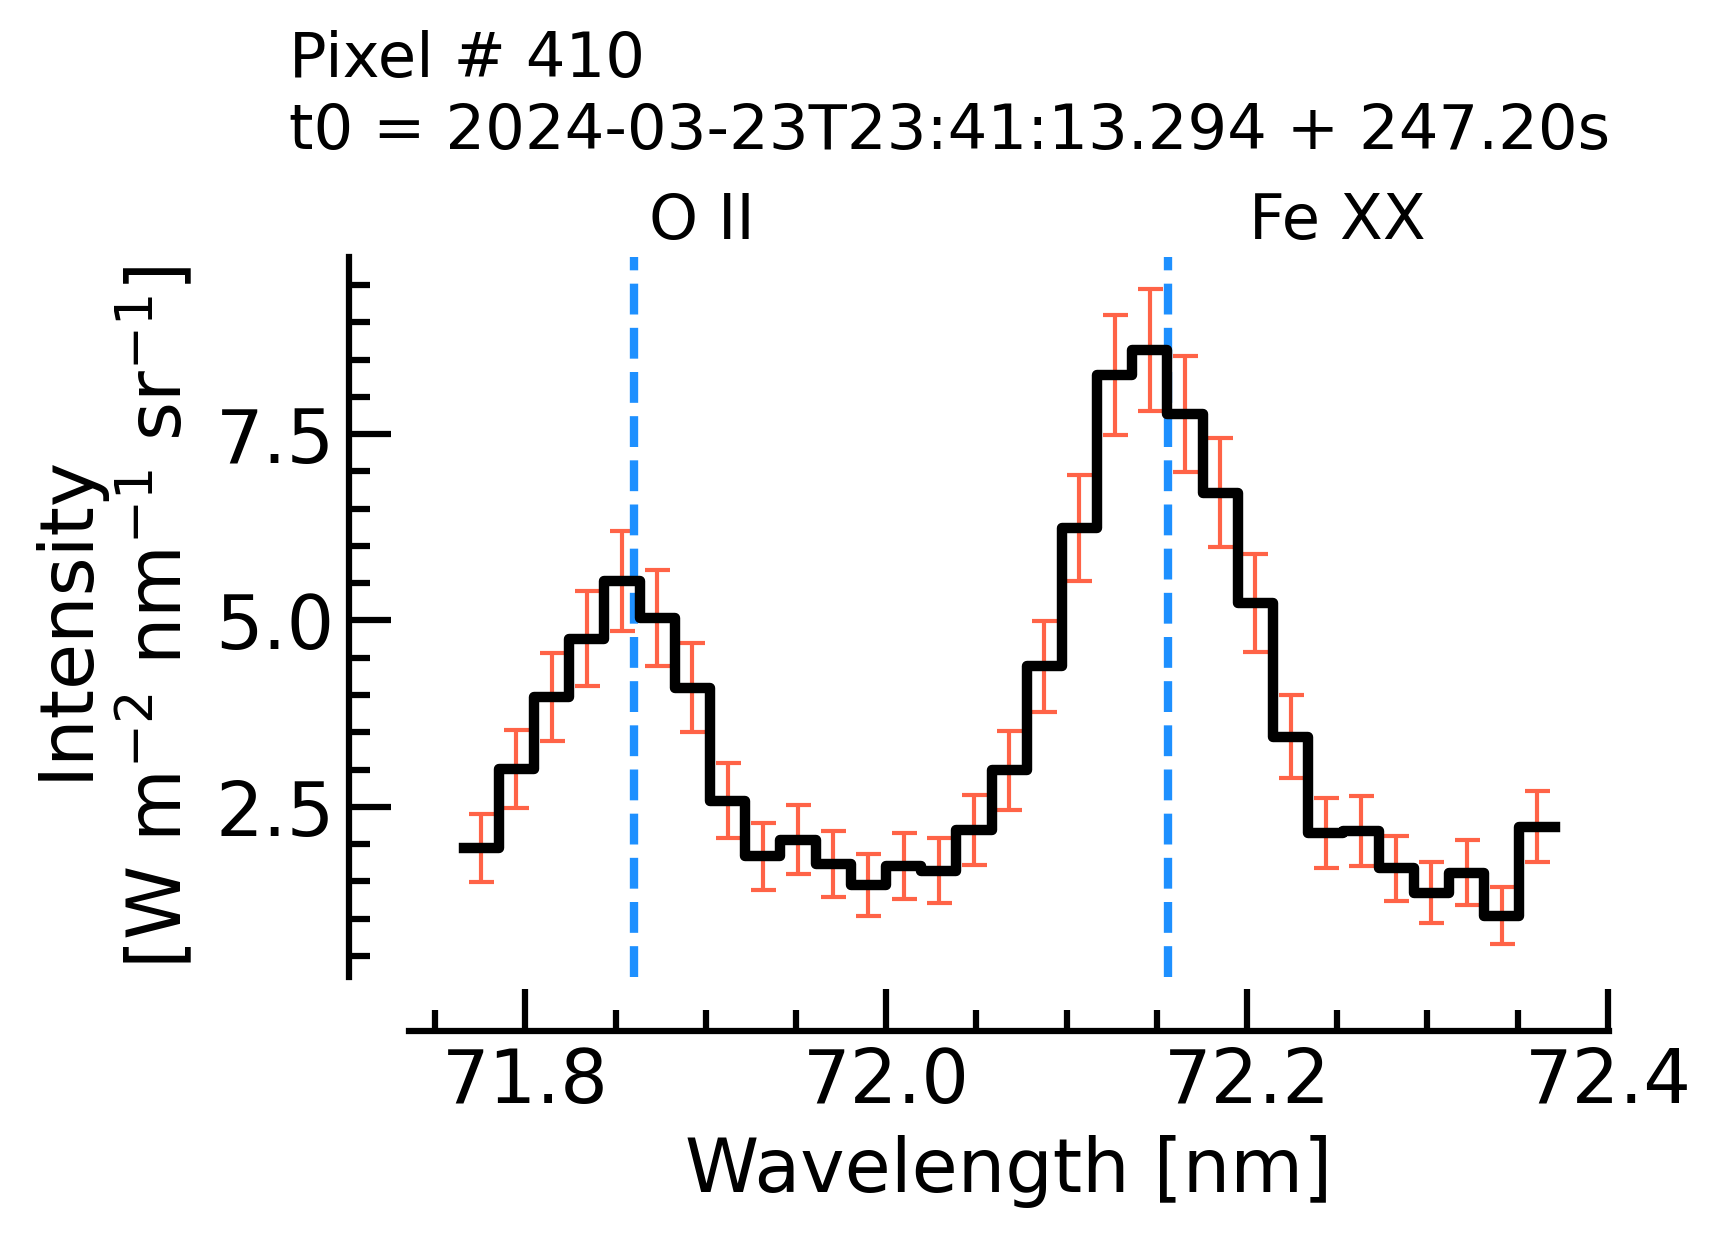 Pixel # 410
t0 = 2024-03-23T23:41:13.294 + 247.20s
O II
Fe XX
Intensity
[W m⁻² nm⁻¹ sr⁻¹]
7.5
5.0
2.5
71.8
72.0
72.2
72.4
Wavelength [nm]